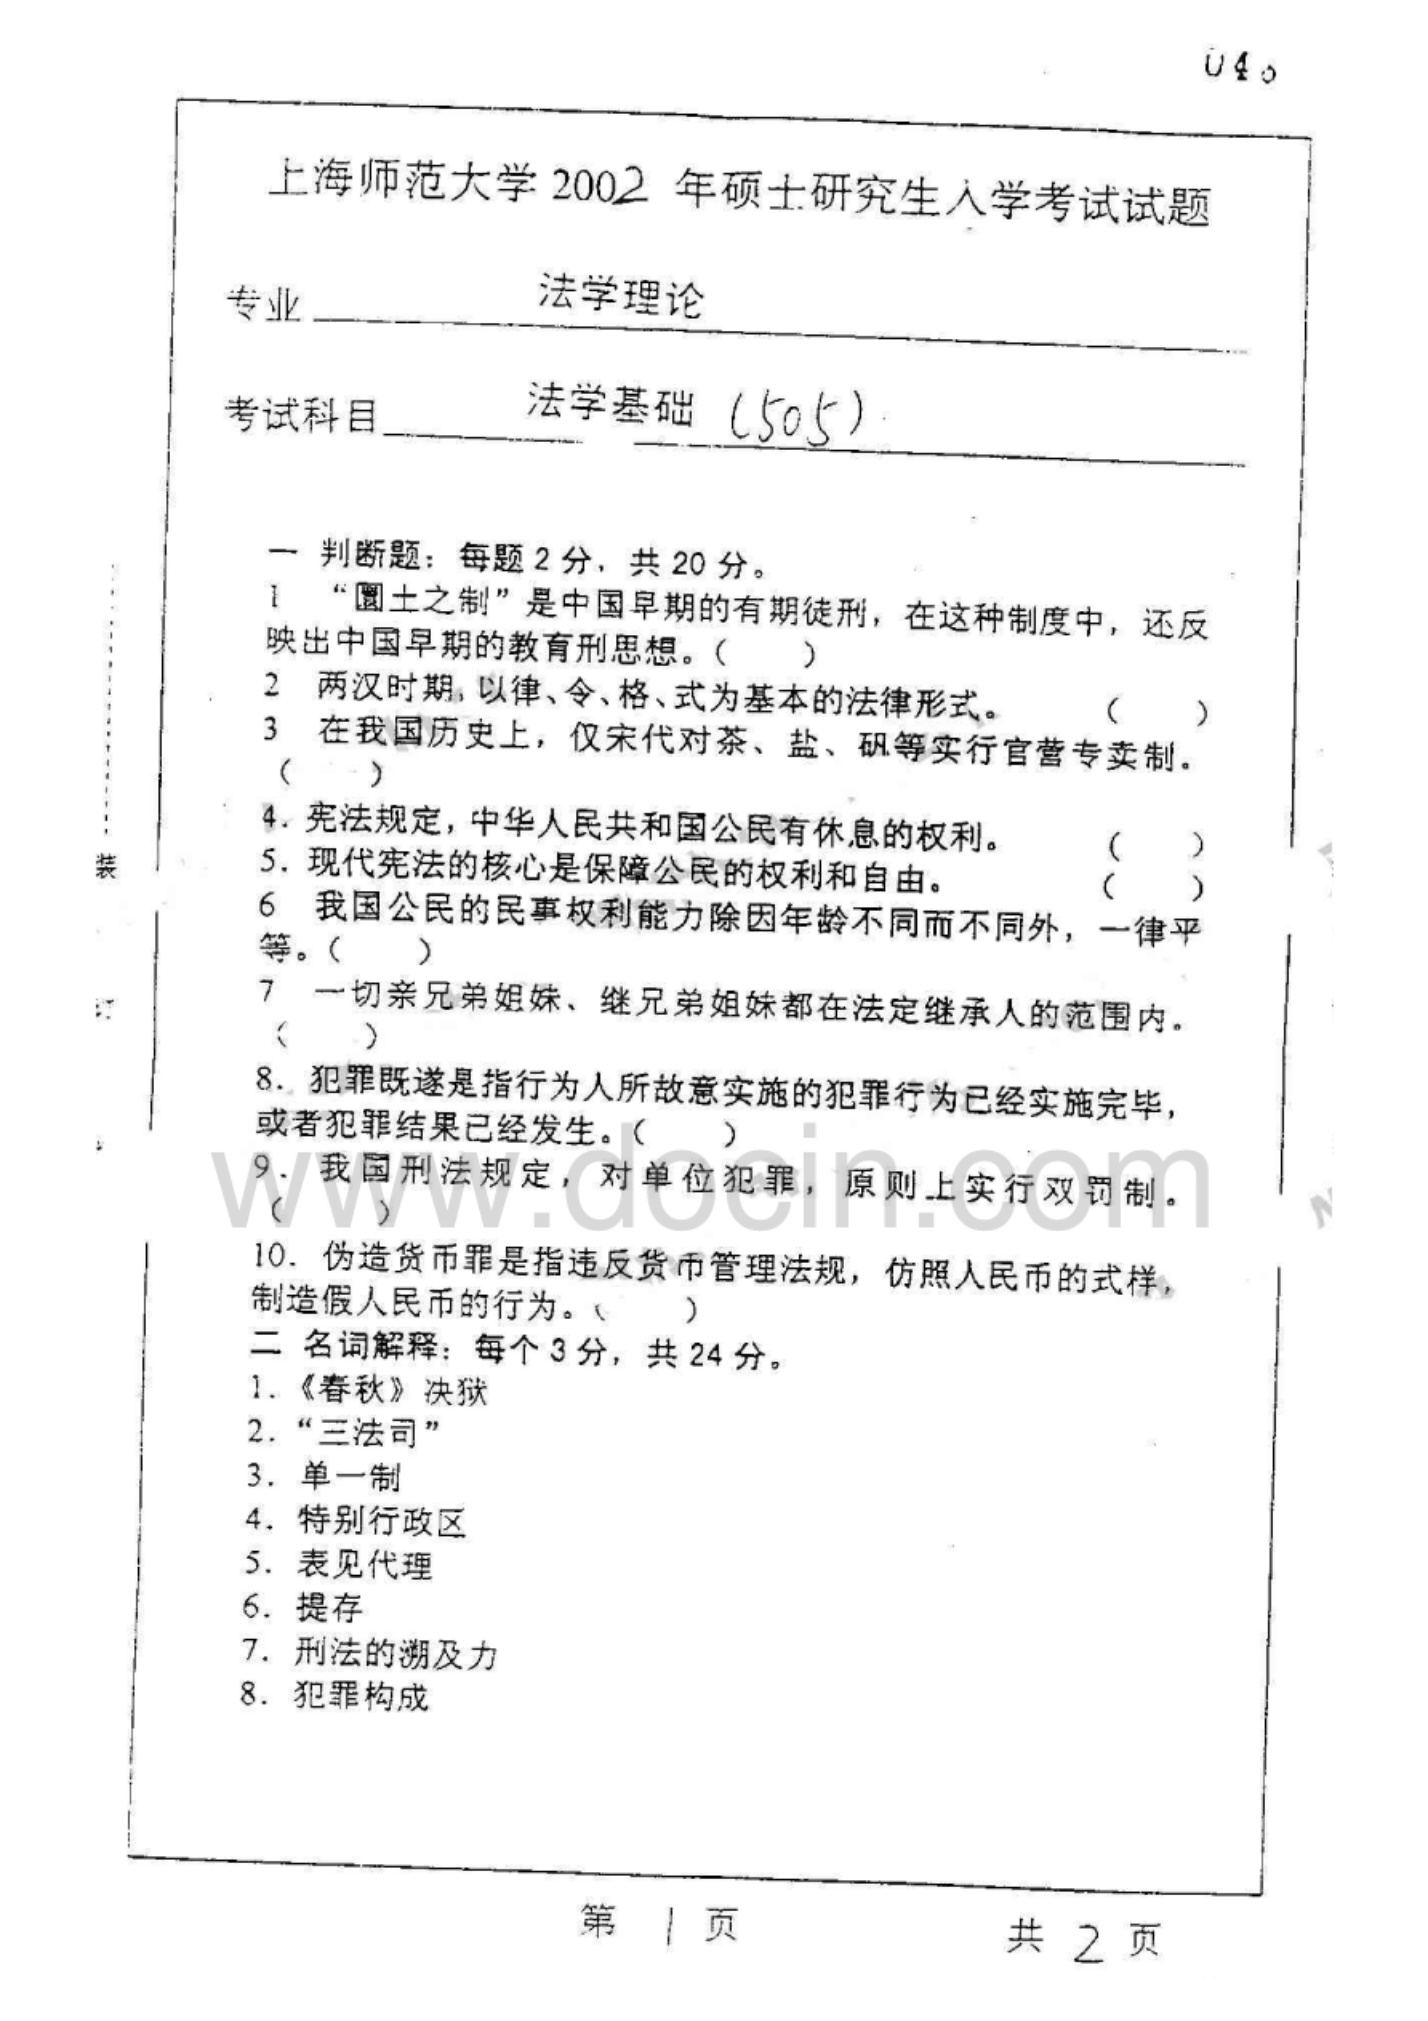 040
上海师范大学2002 年硕士研究生入学考试试题
专业 法学理论
考试科目 法学基础 (505)
一 判断题：每题2分，共20分。
1 “圜土之制”是中国早期的有期徒刑，在这种制度中，还反
映出中国早期的教育刑思想。（ ）
2 两汉时期，以律、令、格、式为基本的法律形式。 （ ）
3 在我国历史上，仅宋代对茶、盐、矾等实行官营专卖制。
（ ）
4．宪法规定，中华人民共和国公民有休息的权利。 （ ）
5．现代宪法的核心是保障公民的权利和自由。 （ ）
6 我国公民的民事权利能力除因年龄不同而不同外，一律平
等。（ ）
7 一切亲兄弟姐妹、继兄弟姐妹都在法定继承人的范围内。
（ ）
8．犯罪既遂是指行为人所故意实施的犯罪行为已经实施完毕，
或者犯罪结果已经发生。（ ）
9．我国刑法规定，对单位犯罪，原则上实行双罚制。
（ ）
10．伪造货币罪是指违反货币管理法规，仿照人民币的式样，
制造假人民币的行为。（ ）
二 名词解释：每个3分，共24分。
1．《春秋》决狱
2．“三法司”
3．单一制
4．特别行政区
5．表见代理
6．提存
7．刑法的溯及力
8．犯罪构成
装
订
www.docin.com
第 1 页 共 2 页